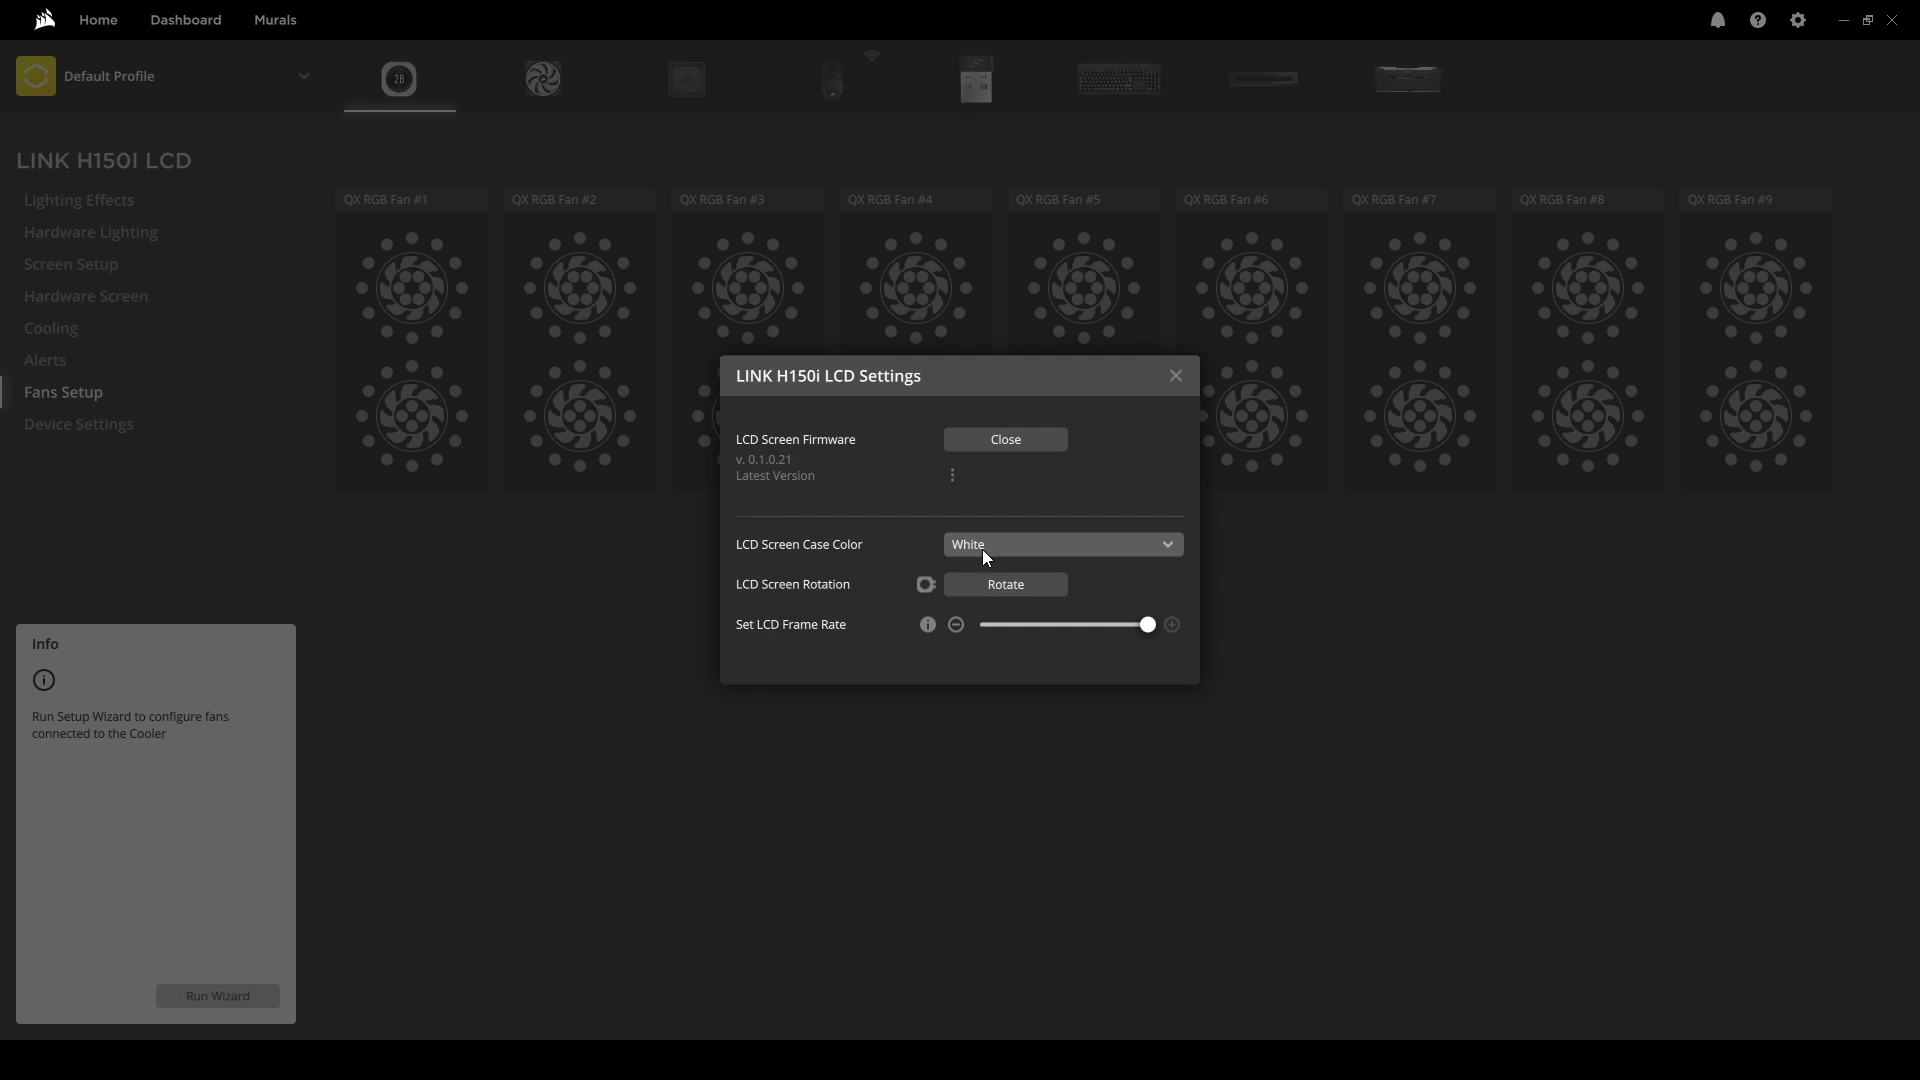 Home Dashboard Murals
Default Profile
28
LINK H150I LCD
Lighting Effects
Hardware Lighting
Screen Setup
Hardware Screen
Cooling
Alerts
Fans Setup
Device Settings
QX RGB Fan #1 QX RGB Fan #2 QX RGB Fan #3 QX RGB Fan #4 QX RGB Fan #5 QX RGB Fan #6 QX RGB Fan #7 QX RGB Fan #8 QX RGB Fan #9
LINK H150i LCD Settings
LCD Screen Firmware Close
v. 0.1.0.21
Latest Version
LCD Screen Case Color White
LCD Screen Rotation Rotate
Set LCD Frame Rate
Info
Run Setup Wizard to configure fans
connected to the Cooler
Run Wizard